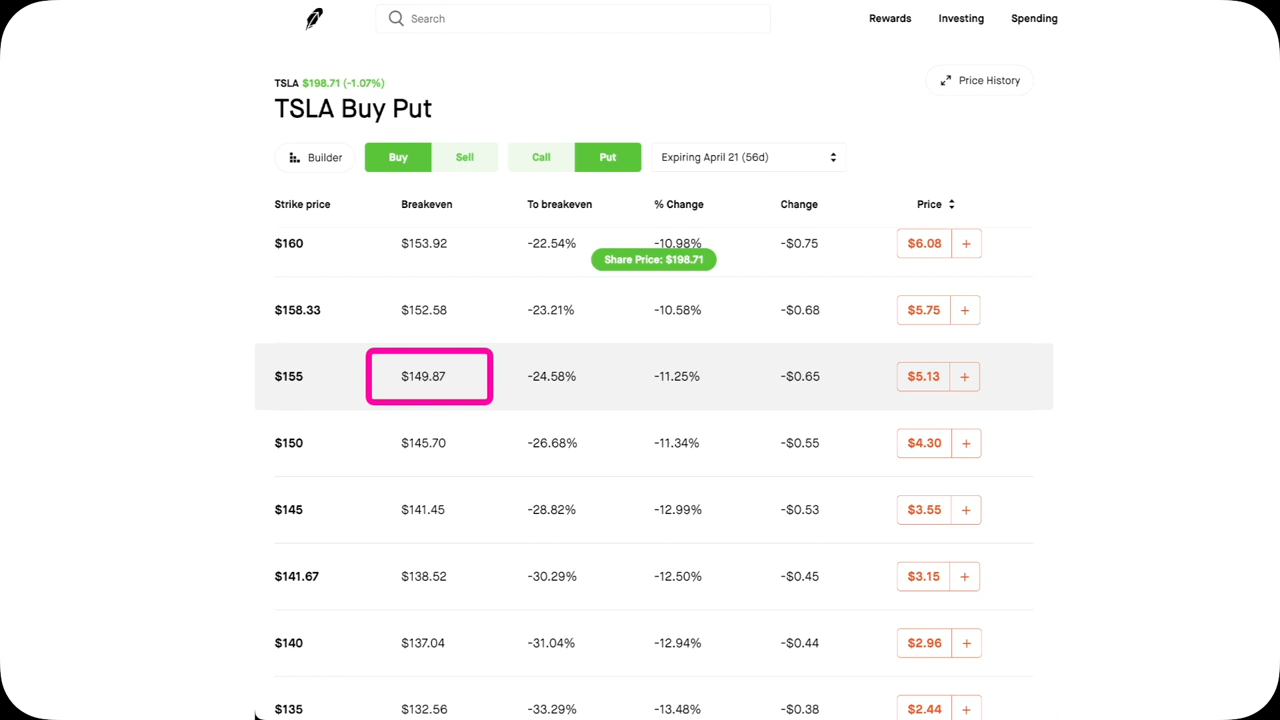 Search
Rewards Investing Spending
TSLA $198.71 (-1.07%)
TSLA Buy Put
Price History
Builder Buy Sell Call Put Expiring April 21 (56d)
Strike price Breakeven To breakeven % Change Change Price
$160 $153.92 -22.54% -10.98% -$0.75 $6.08 +
Share Price: $198.71
$158.33 $152.58 -23.21% -10.58% -$0.68 $5.75 +
$155 $149.87 -24.58% -11.25% -$0.65 $5.13 +
$150 $145.70 -26.68% -11.34% -$0.55 $4.30 +
$145 $141.45 -28.82% -12.99% -$0.53 $3.55 +
$141.67 $138.52 -30.29% -12.50% -$0.45 $3.15 +
$140 $137.04 -31.04% -12.94% -$0.44 $2.96 +
$135 $132.56 -33.29% -13.48% -$0.38 $2.44 +